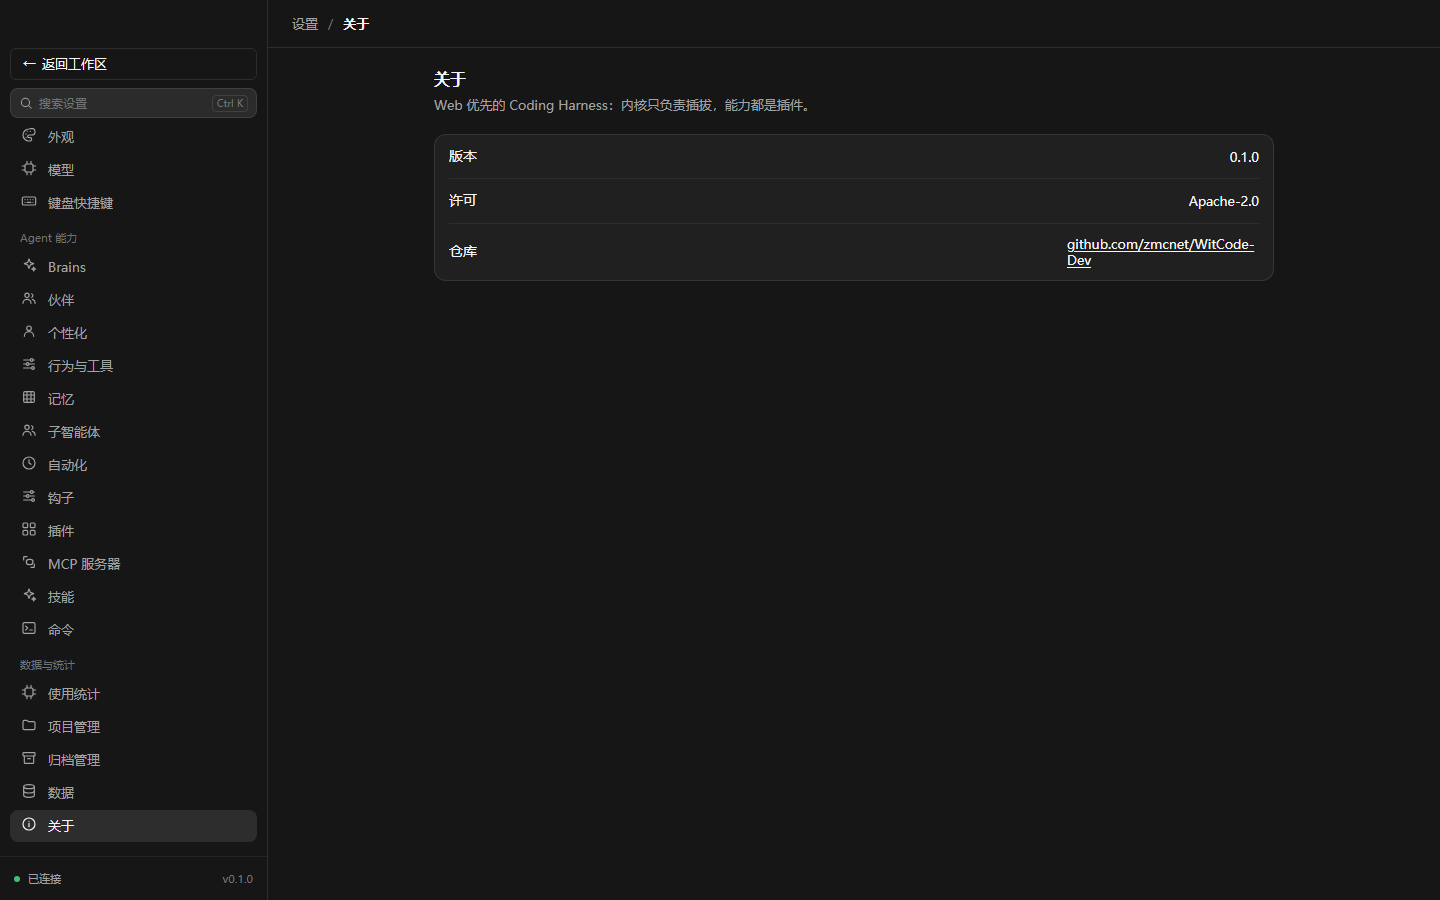 设置 / 关于
← 返回工作区
搜索设置 Ctrl K
外观
模型
键盘快捷键
Agent 能力
Brains
伙伴
个性化
行为与工具
记忆
子智能体
自动化
钩子
插件
MCP 服务器
技能
命令
数据与统计
使用统计
项目管理
归档管理
数据
关于
已连接 v0.1.0
关于
Web 优先的 Coding Harness：内核只负责插拔，能力都是插件。
版本 0.1.0
许可 Apache-2.0
仓库 github.com/zmcnet/WitCode-
Dev